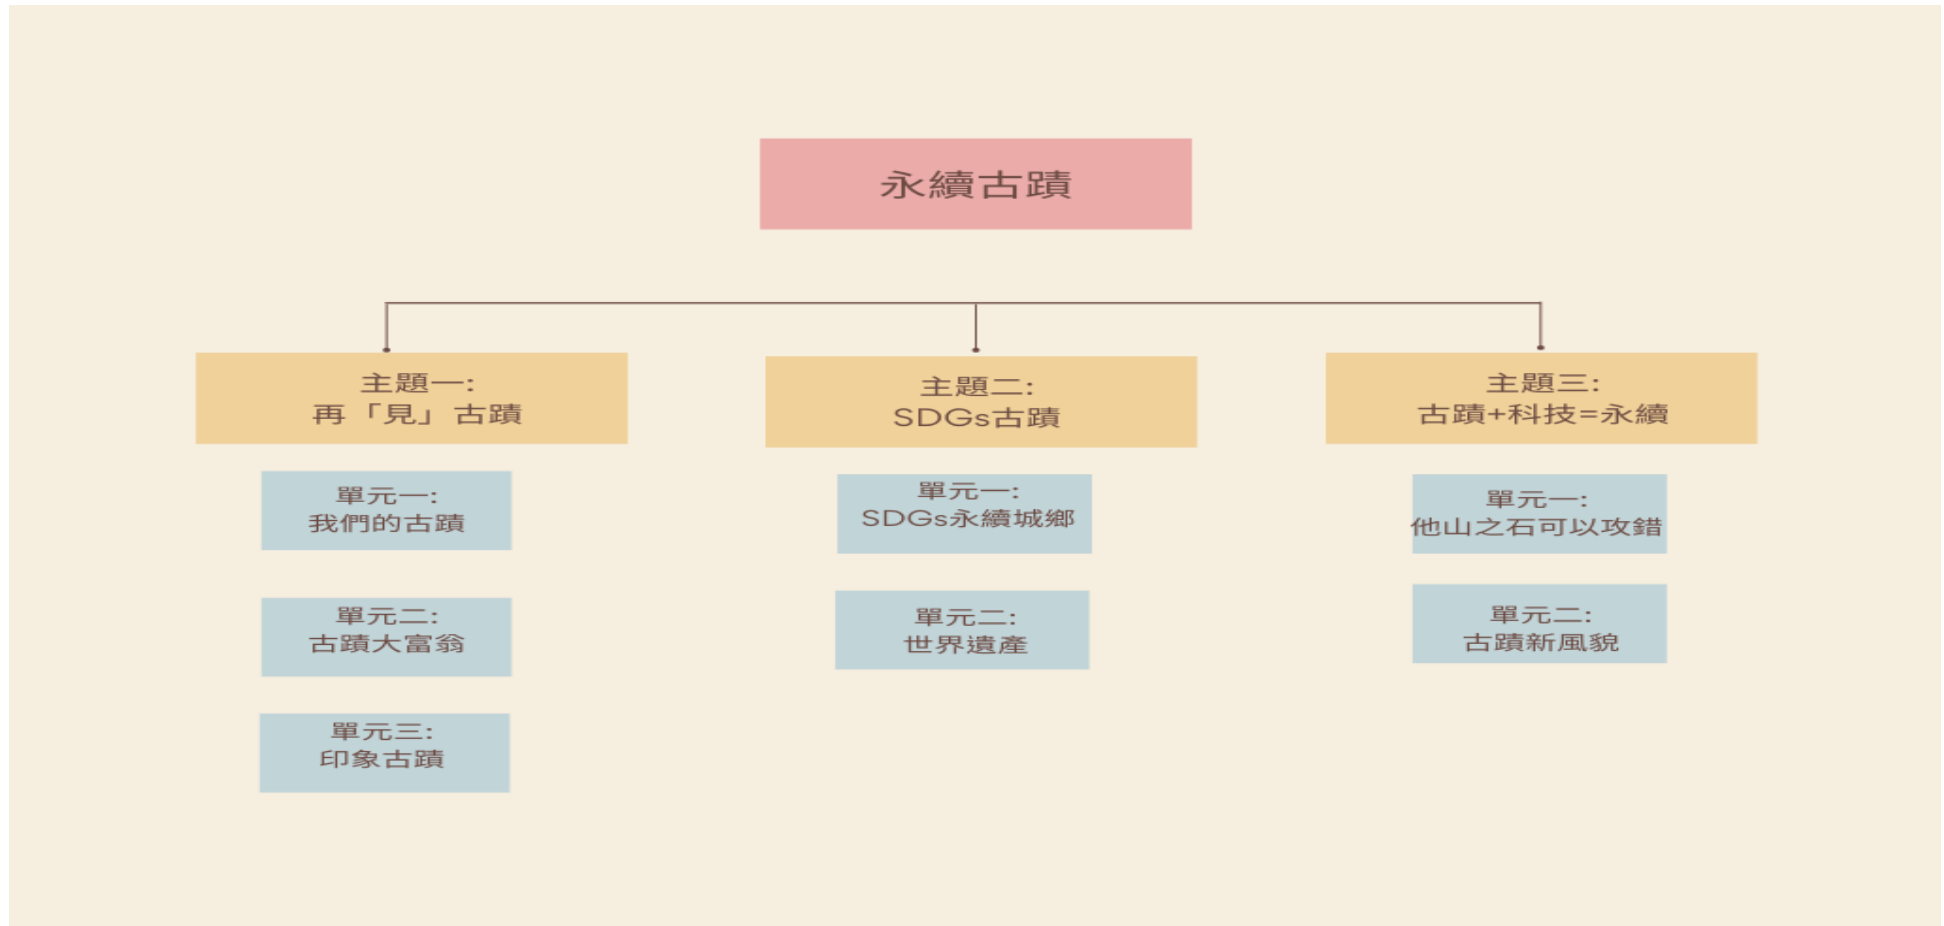 永續古蹟
主題一:
再「見」古蹟
單元一:
我們的古蹟
單元二:
古蹟大富翁
單元三:
印象古蹟
主題二:
SDGs古蹟
單元一:
SDGs永續城鄉
單元二:
世界遺產
主題三:
古蹟+科技=永續
單元一:
他山之石可以攻錯
單元二:
古蹟新風貌